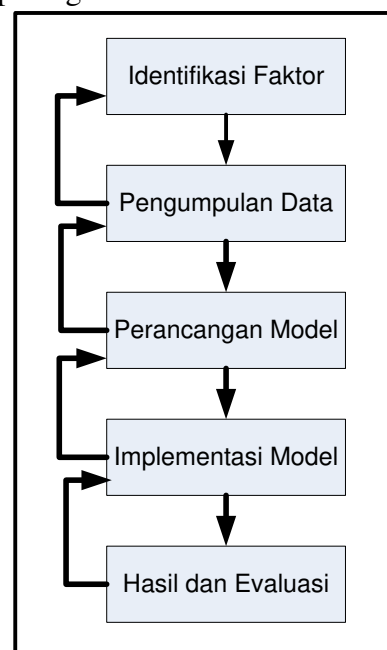 Identifikasi Faktor
Pengumpulan Data
Perancangan Model
Implementasi Model
Hasil dan Evaluasi